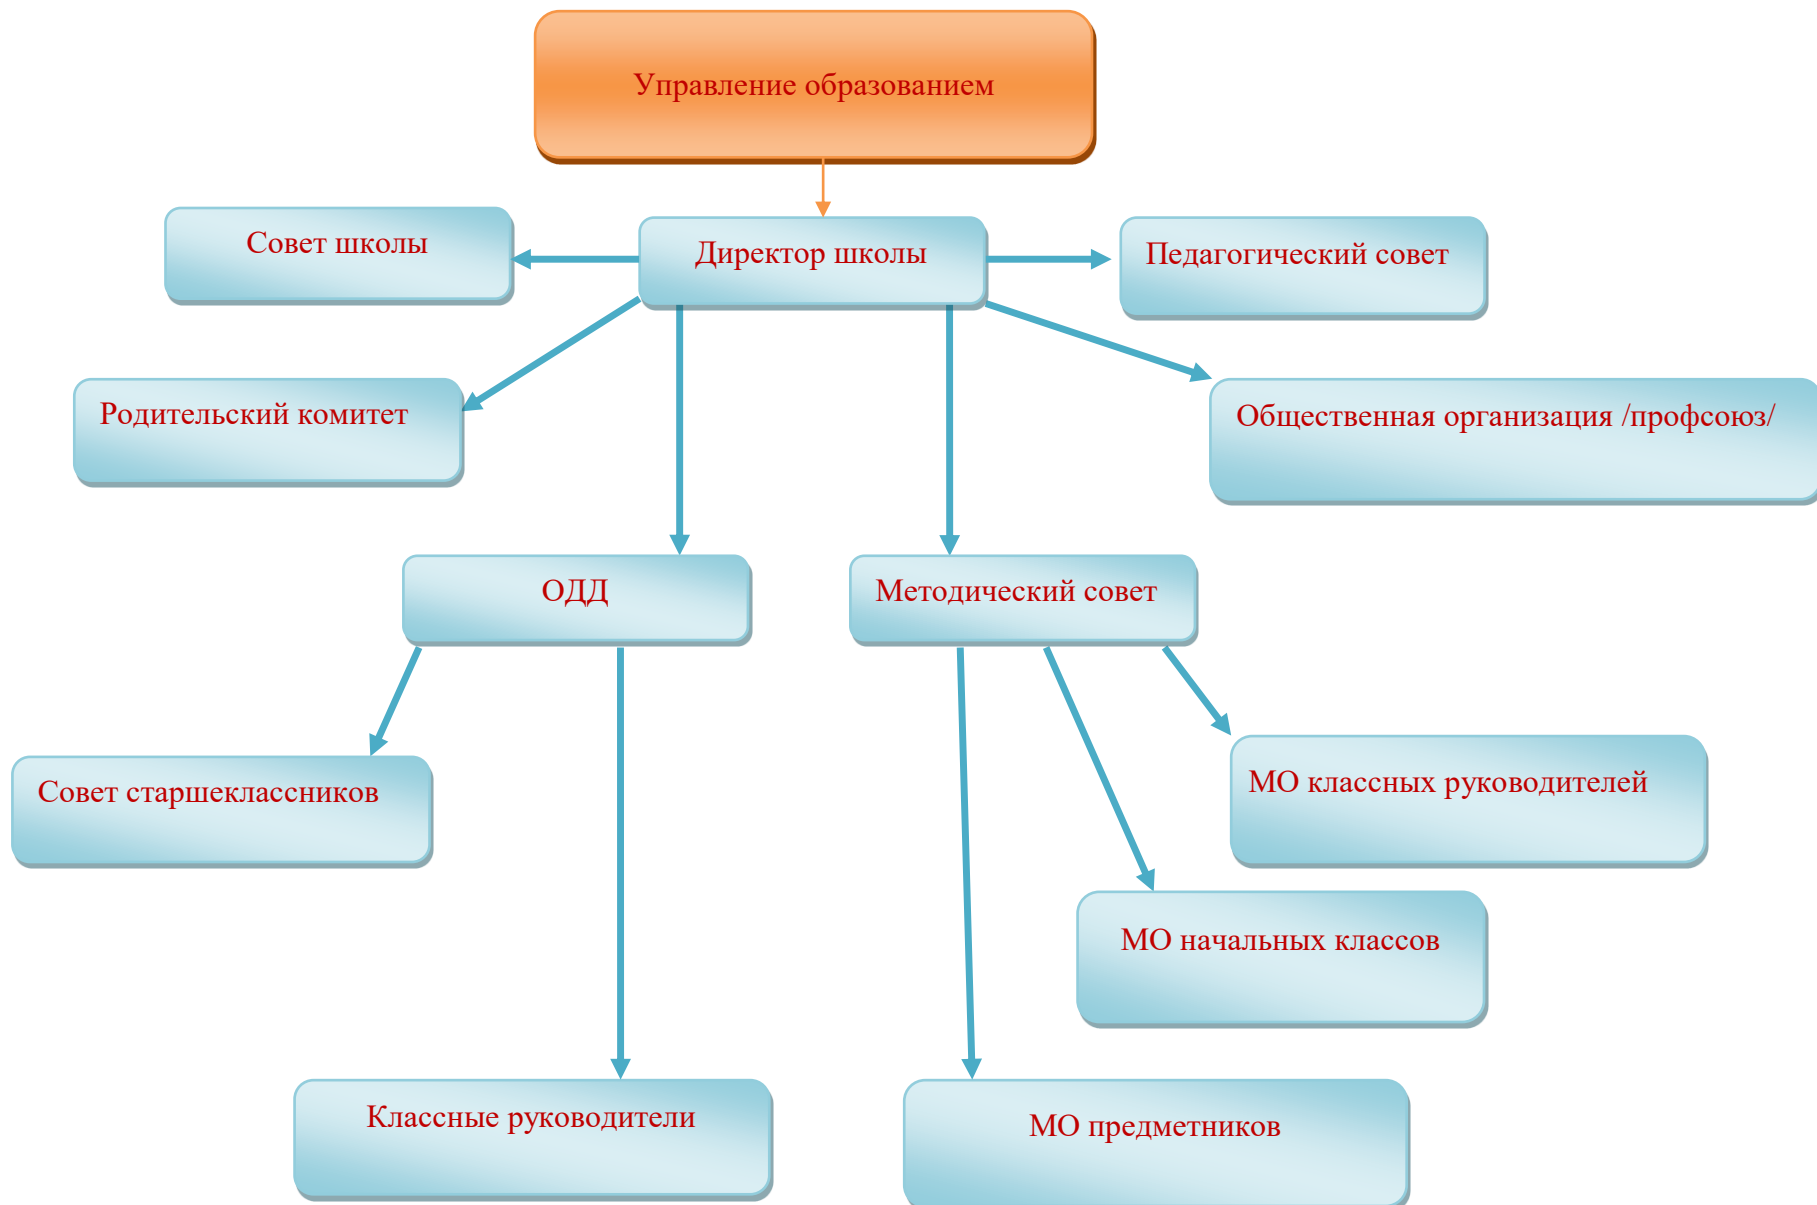 Управление образованием
Совет школы
Директор школы
Педагогический совет
Родительский комитет
Общественная организация /профсоюз/
ОДД
Методический совет
Совет старшеклассников
МО классных руководителей
МО начальных классов
Классные руководители
МО предметников